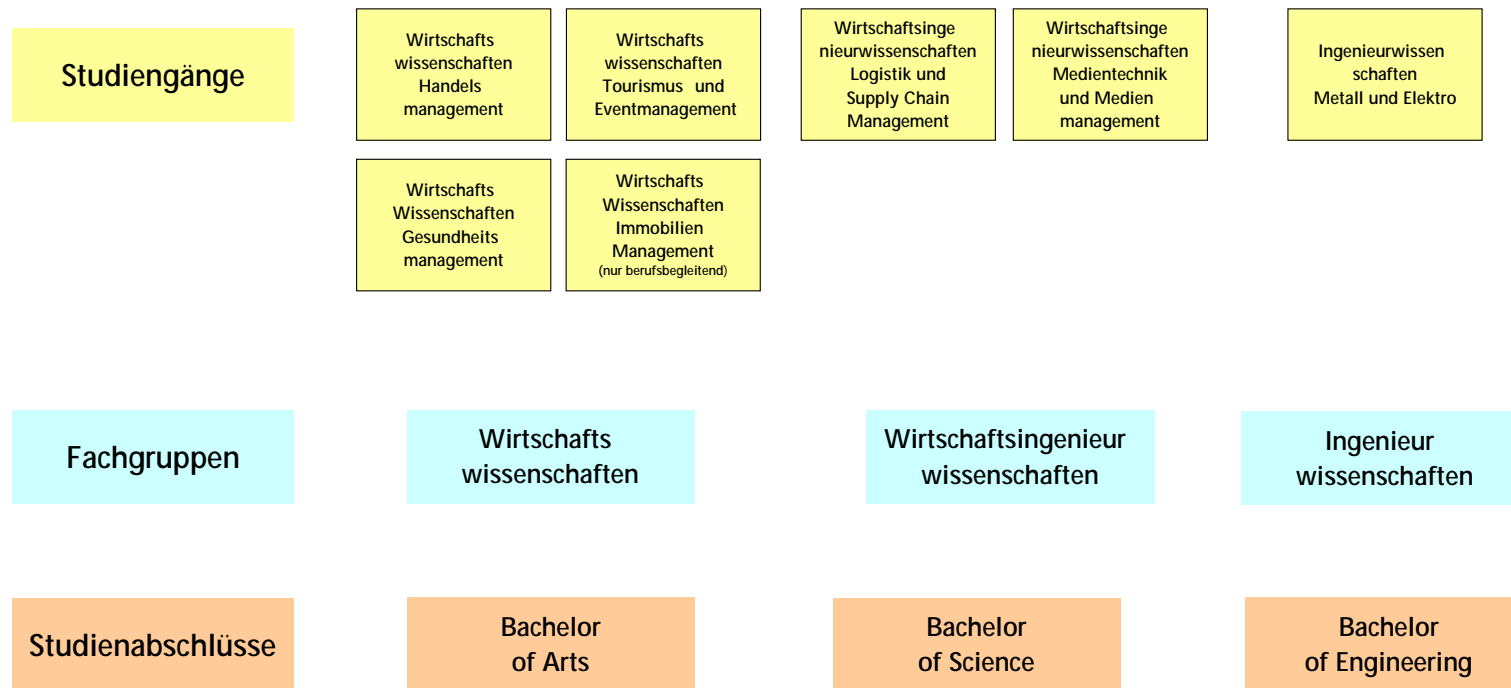 Studiengänge
Wirtschafts
wissenschaften
Handels
management
Wirtschafts
wissenschaften
Tourismus und
Eventmanagement
Wirtschaftsinge
nieurwissenschaften
Logistik und
Supply Chain
Management
Wirtschaftsinge
nieurwissenschaften
Medientechnik
und Medien
management
Ingenieurwissen
schaften
Metall und Elektro
Wirtschafts
Wissenschaften
Gesundheits
management
Wirtschafts
Wissenschaften
Immobilien
Management
(nur berufsbegleitend)
Fachgruppen
Wirtschafts
wissenschaften
Wirtschaftsingenieur
wissenschaften
Ingenieur
wissenschaften
Studienabschlüsse
Bachelor
of Arts
Bachelor
of Science
Bachelor
of Engineering